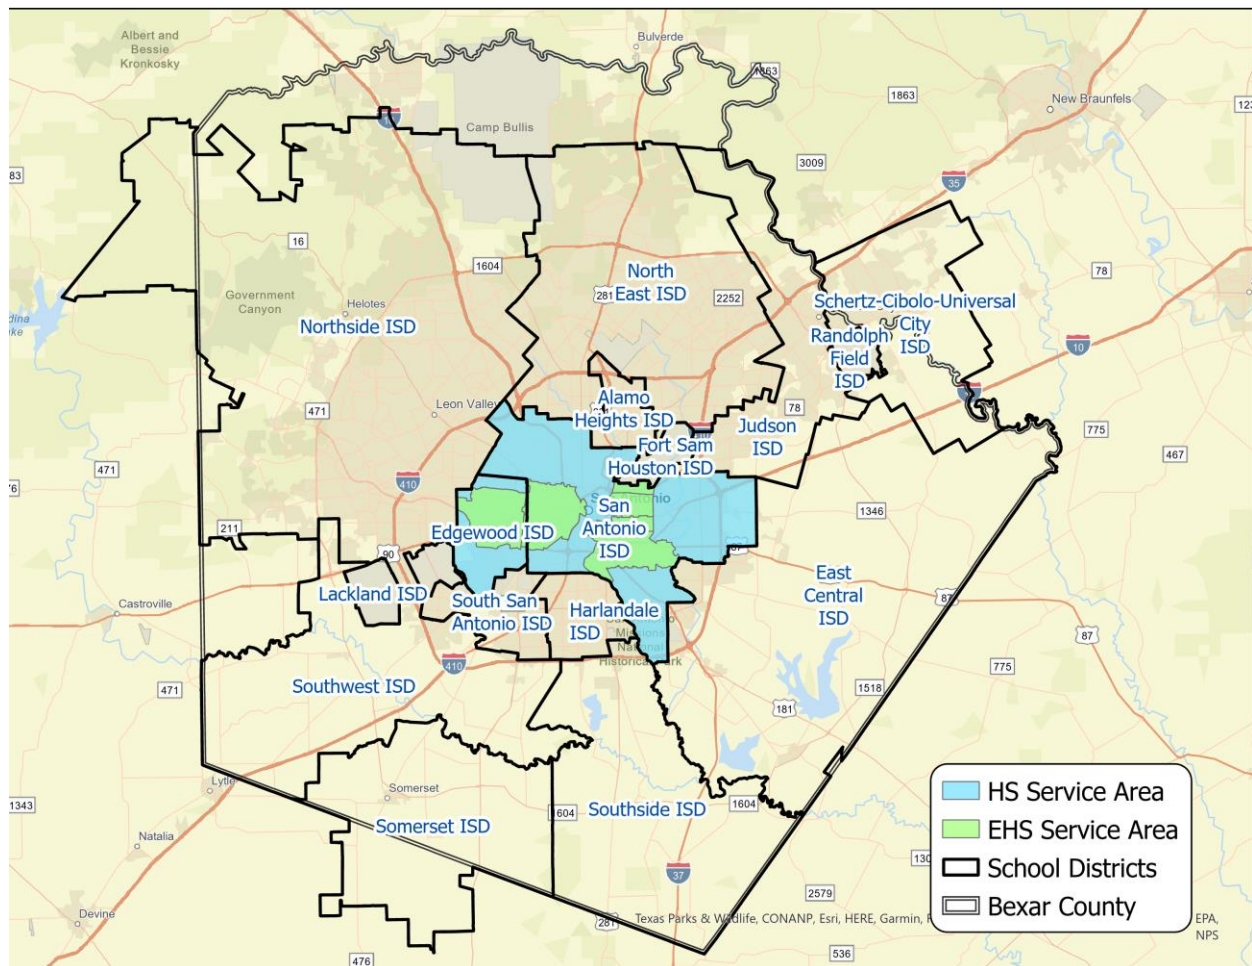 Albert and
Bessie
Kronkosky
Bulverde
1863
1863
New Braunfels
Camp Bullis
3009
35
16
1604
78
North
East ISD
281
2252
Government
Canyon
Helotes
Northside ISD
Schertz-Cibolo-Universal
City
ISD
Randolph
Field
ISD
10
Alamo
Heights ISD
471
Leon Valley
78
Judson
ISD
775
Fort Sam
Houston ISD
467
471
410
San
Antonio
ISD
1346
211
Edgewood ISD
90
Lackland ISD
East
Central
ISD
87
87
Castroville
South San
Antonio ISD
Harlandale
ISD
National
Historical Park
410
775
471
Southwest ISD
1518
181
Lytle
1343
Somerset
1604
Southside ISD
1604
Somerset ISD
Natalia
37
2579
Devine
281
476
536
HS Service Area
EHS Service Area
School Districts
Bexar County
Texas Parks & Wildlife, CONANP, Esri, HERE, Garmin,
EPA,
NPS